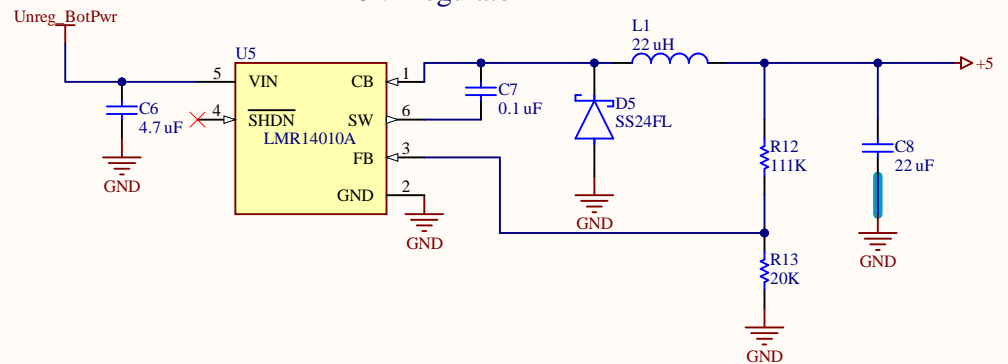 Unreg_BotPwr
U5
L1
22 uH
+5
5
VIN
CB
1
C7
0.1 uF
C6
4.7 uF
4
SHDN
SW
6
D5
SS24FL
LMR14010A
R12
111K
C8
22 uF
FB
3
GND
2
GND
GND
GND
GND
R13
20K
GND